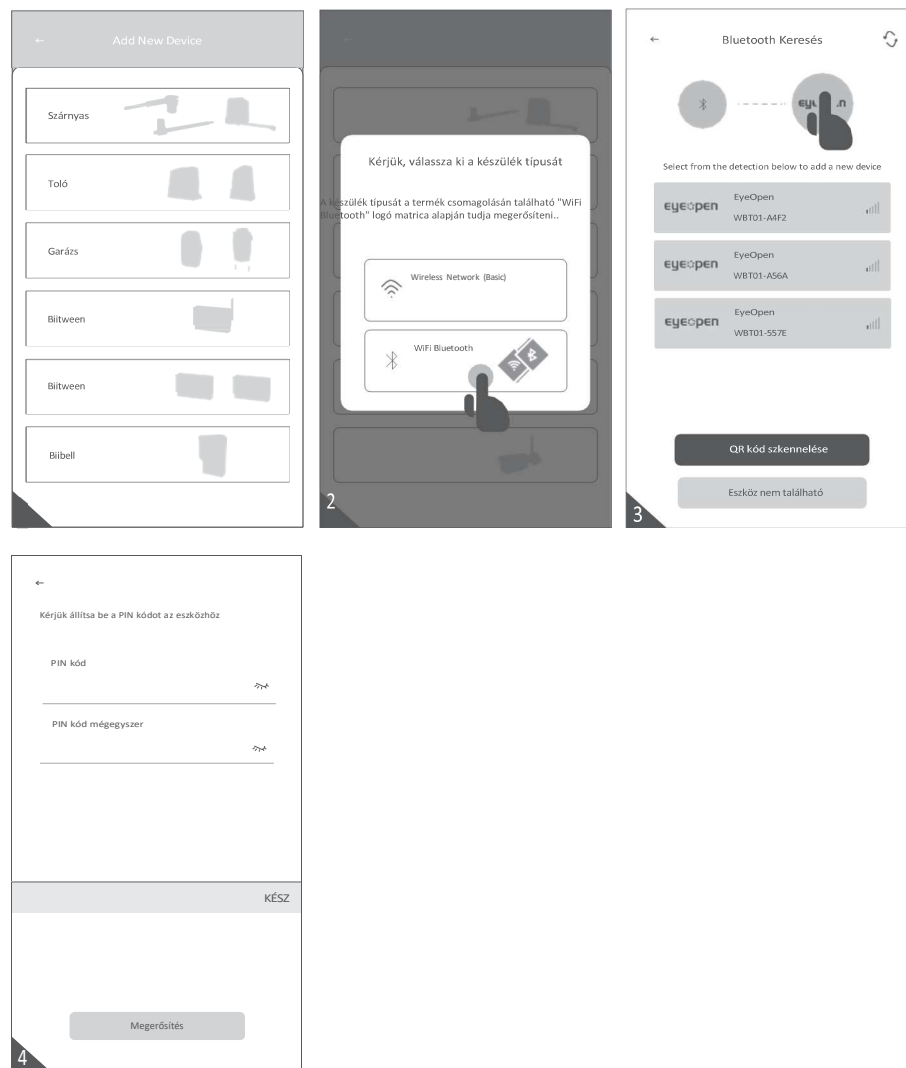 ← Add New Device
Szárnyas
Toló
Garázs
Biitween
Biitween
Biibell
Kérjük, válassza ki a készülék típusát
A készülék típusát a termék csomagolásán található "WiFi
Bluetooth" logó matrica alapján tudja megerősíteni..
Wireless Network (Basic)
WiFi Bluetooth
2
← Bluetooth Keresés
Select from the detection below to add a new device
eyeopen
EyeOpen
WBT01-A4F2
eyeopen
EyeOpen
WBT01-A56A
eyeopen
EyeOpen
WBT01-557E
QR kód szkennelése
Eszköz nem található
3
←
Kérjük állítsa be a PIN kódot az eszközhöz
PIN kód
PIN kód mégegyszer
KÉSZ
Megerősítés
4